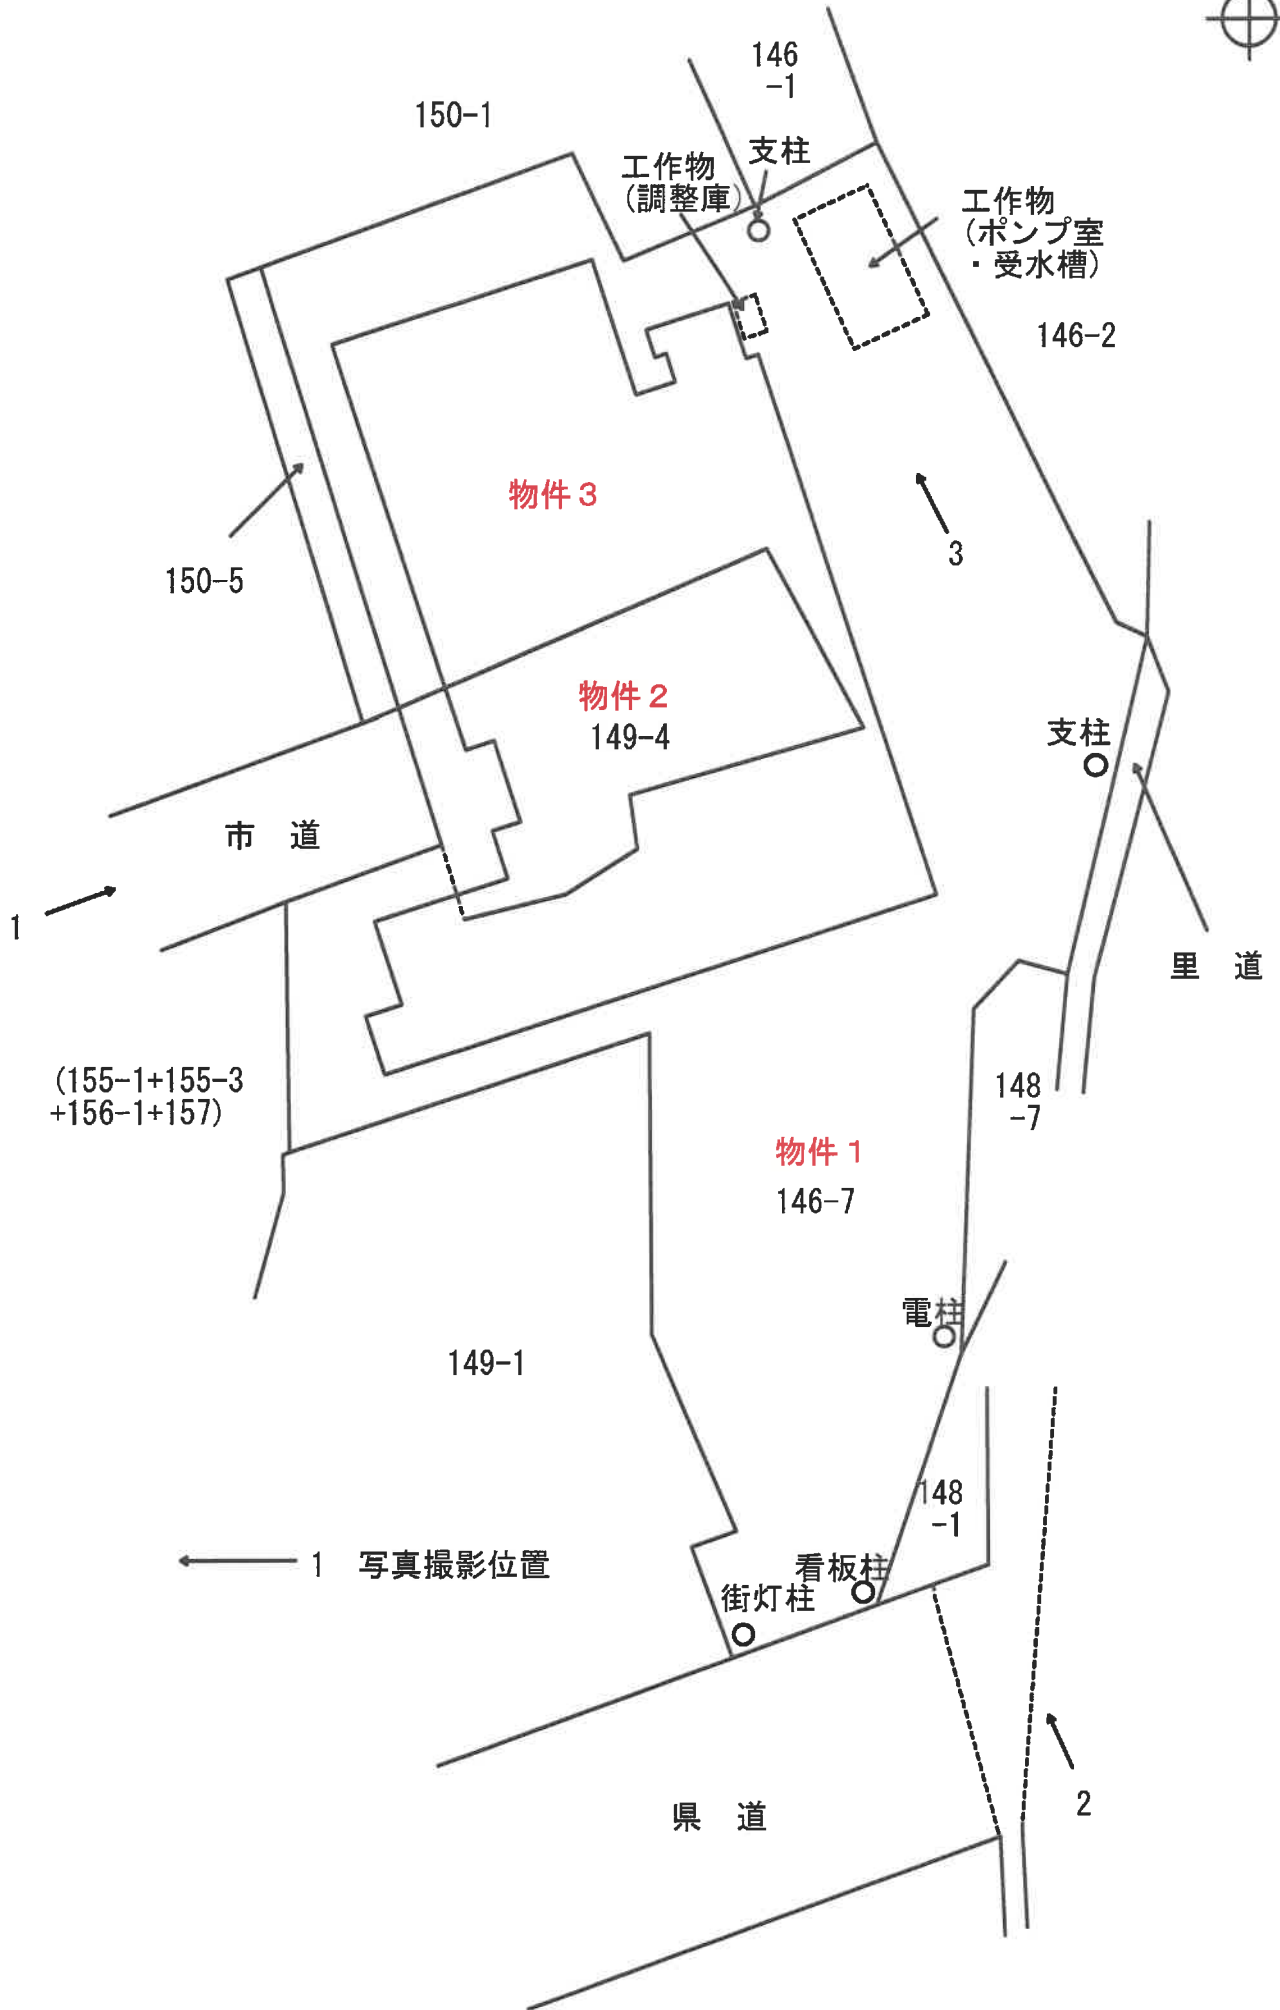 146
-1
150-1
支柱
工作物
(調整庫)
工作物
(ポンプ室
・受水槽)
146-2
物件3
3
150-5
物件2
149-4
支柱
市 道
1
里 道
(155-1+155-3
+156-1+157)
148
-7
物件1
146-7
電柱
149-1
148
-1
1 写真撮影位置
看板柱
街灯柱
2
県 道